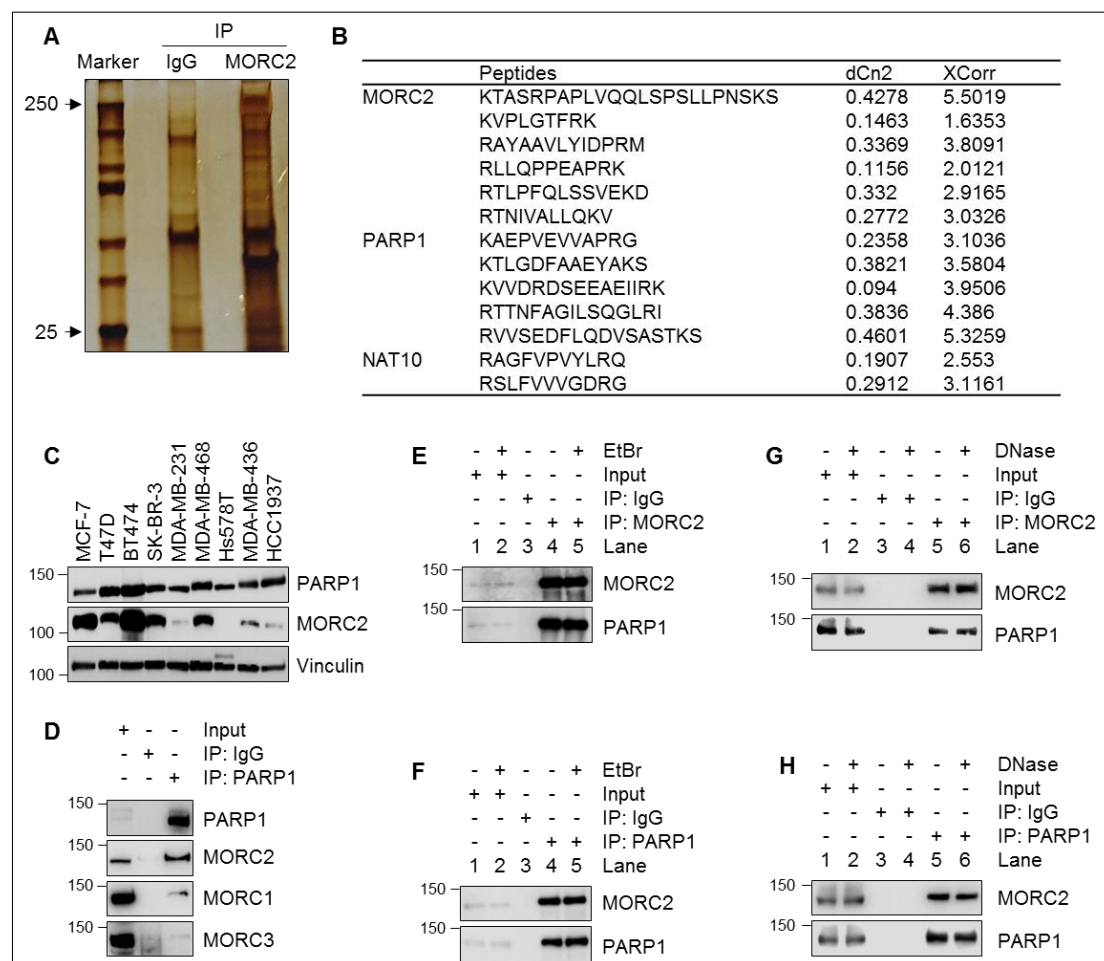 A
IP
Marker IgG MORC2
250
25
B
Peptides dCn2 XCorr
MORC2 KTASRPAPLVQQLSPSLLPNSKS 0.4278 5.5019
KVPLGTFRK 0.1463 1.6353
RAYAAVLYIDPRM 0.3369 3.8091
RLLQPPEAPRK 0.1156 2.0121
RTLPFQLSSVEKD 0.332 2.9165
RTNIVALLQKV 0.2772 3.0326
PARP1 KAEPVEVVAPRG 0.2358 3.1036
KTLGDFAAEYAKS 0.3821 3.5804
KVVDRDSEEAEIIRK 0.094 3.9506
RTTNFAGILSQGLRI 0.3836 4.386
RVVSEDFLQDVSASTKS 0.4601 5.3259
NAT10 RAGFVPVYLRQ 0.1907 2.553
RSLFVVVGDRG 0.2912 3.1161
C
MCF-7
T47D
BT474
SK-BR-3
MDA-MB-231
MDA-MB-468
Hs578T
MDA-MB-436
HCC1937
150 PARP1
100 MORC2
100 Vinculin
D
+ - - Input
- + - IP: IgG
- - + IP: PARP1
150 PARP1
150 MORC2
150 MORC1
150 MORC3
E
- + - - + EtBr
+ + - - - Input
- - + - - IP: IgG
- - - + + IP: MORC2
1 2 3 4 5 Lane
150 MORC2
150 PARP1
F
- + - - + EtBr
+ + - - - Input
- - + - - IP: IgG
- - - + + IP: PARP1
1 2 3 4 5 Lane
150 MORC2
150 PARP1
G
- + - + - + DNase
+ + - - - - Input
- - + + - - IP: IgG
- - - - + + IP: MORC2
1 2 3 4 5 6 Lane
150 MORC2
150 PARP1
H
- + - + - + DNase
+ + - - - - Input
- - + + - - IP: IgG
- - - - + + IP: PARP1
1 2 3 4 5 6 Lane
150 MORC2
150 PARP1